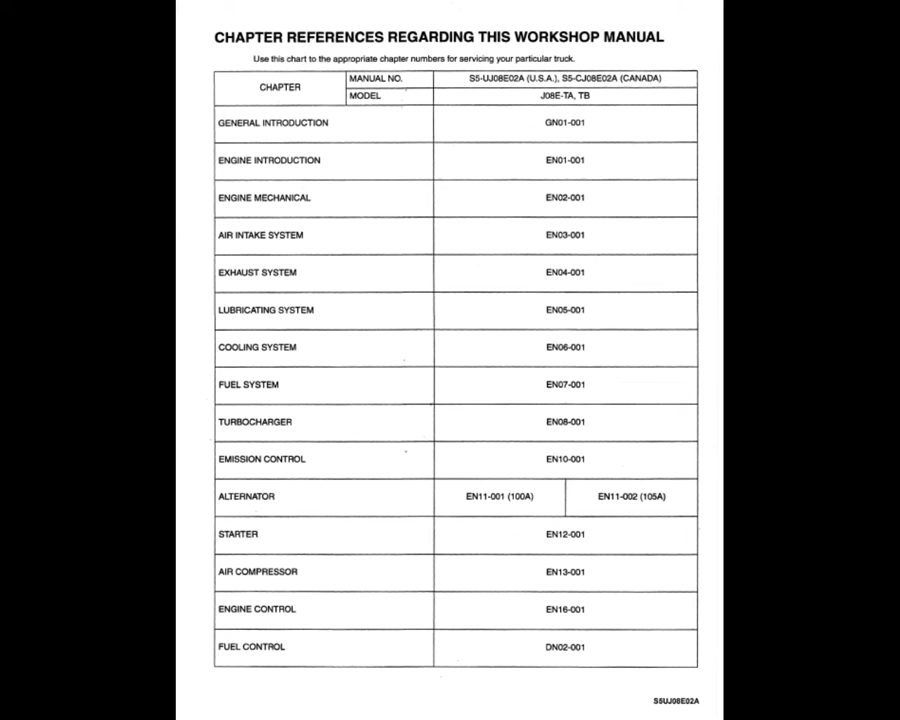 CHAPTER REFERENCES REGARDING THIS WORKSHOP MANUAL
Use this chart to the appropriate chapter numbers for servicing your particular truck.
CHAPTER
MANUAL NO. S5-UJ08E02A (U.S.A.), S5-CJ08E02A (CANADA)
MODEL J08E-TA, TB
GENERAL INTRODUCTION GN01-001
ENGINE INTRODUCTION EN01-001
ENGINE MECHANICAL EN02-001
AIR INTAKE SYSTEM EN03-001
EXHAUST SYSTEM EN04-001
LUBRICATING SYSTEM EN05-001
COOLING SYSTEM EN06-001
FUEL SYSTEM EN07-001
TURBOCHARGER EN08-001
EMISSION CONTROL EN10-001
ALTERNATOR EN11-001 (100A) EN11-002 (105A)
STARTER EN12-001
AIR COMPRESSOR EN13-001
ENGINE CONTROL EN16-001
FUEL CONTROL DN02-001
S5UJ08E02A